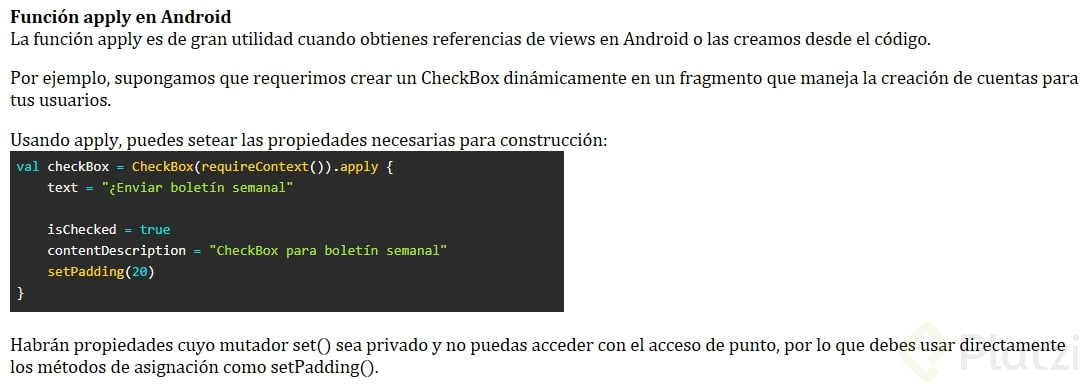 Función apply en Android
La función apply es de gran utilidad cuando obtienes referencias de views en Android o las creamos desde el código.
Por ejemplo, supongamos que requerimos crear un CheckBox dinámicamente en un fragmento que maneja la creación de cuentas para
tus usuarios.
Usando apply, puedes setear las propiedades necesarias para construcción:
val checkBox = CheckBox(requireContext()).apply {
    text = "¿Enviar boletín semanal"
    isChecked = true
    contentDescription = "CheckBox para boletín semanal"
    setPadding(20)
}
Habrán propiedades cuyo mutador set() sea privado y no puedas acceder con el acceso de punto, por lo que debes usar directamente
los métodos de asignación como setPadding().
Platzi